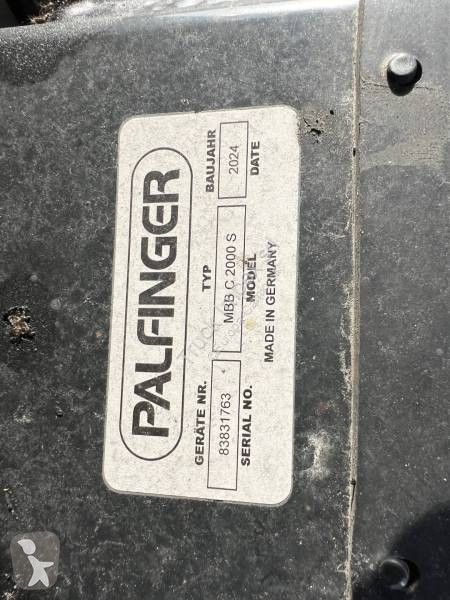 PALFINGER
GERÄTE NR. TYP BAUJAHR
83831763 MBB C 2000 S 2024
SERIAL NO. MODEL DATE
MADE IN GERMANY